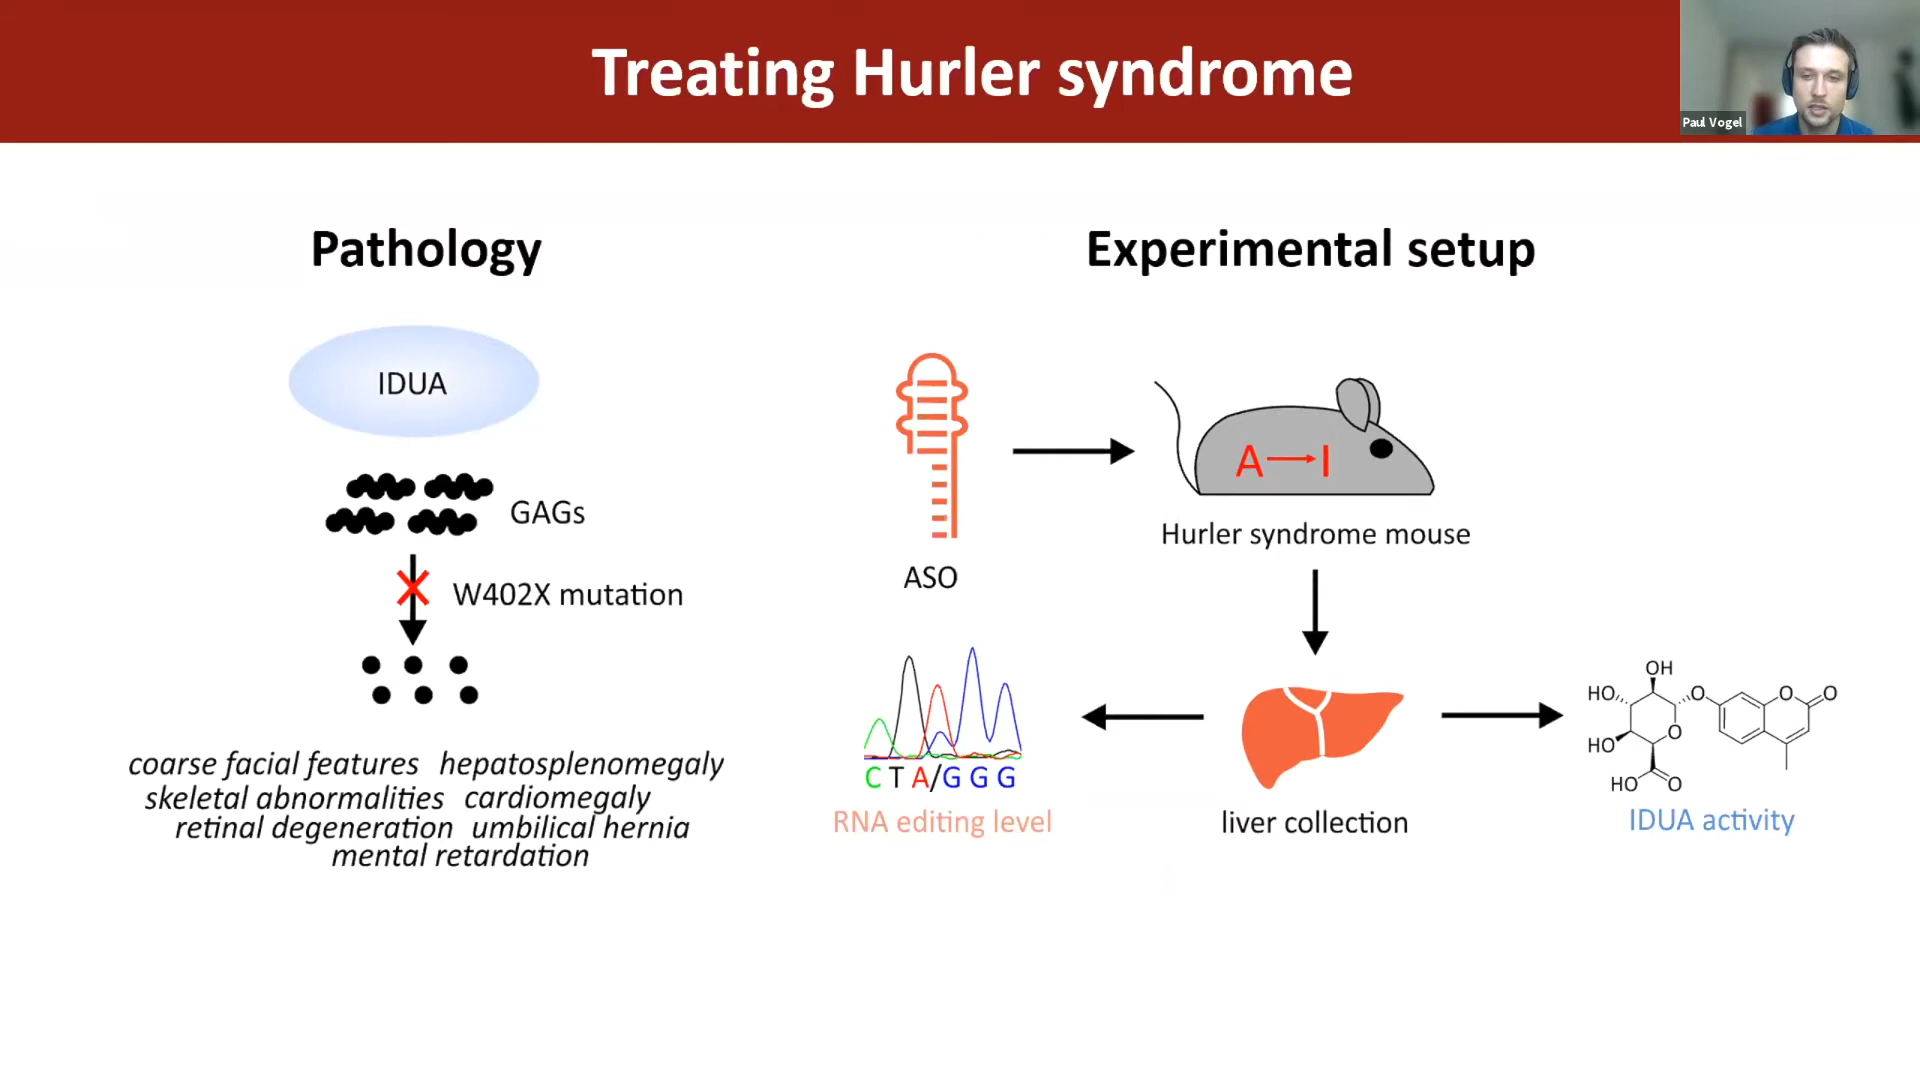 Treating Hurler syndrome
Paul Vogel
Pathology
IDUA
GAGs
W402X mutation
coarse facial features hepatosplenomegaly
skeletal abnormalities cardiomegaly
retinal degeneration umbilical hernia
mental retardation
Experimental setup
ASO
A I
Hurler syndrome mouse
C T A/G G G
RNA editing level
liver collection
OH
HO O O O
HO O
HO O
IDUA activity